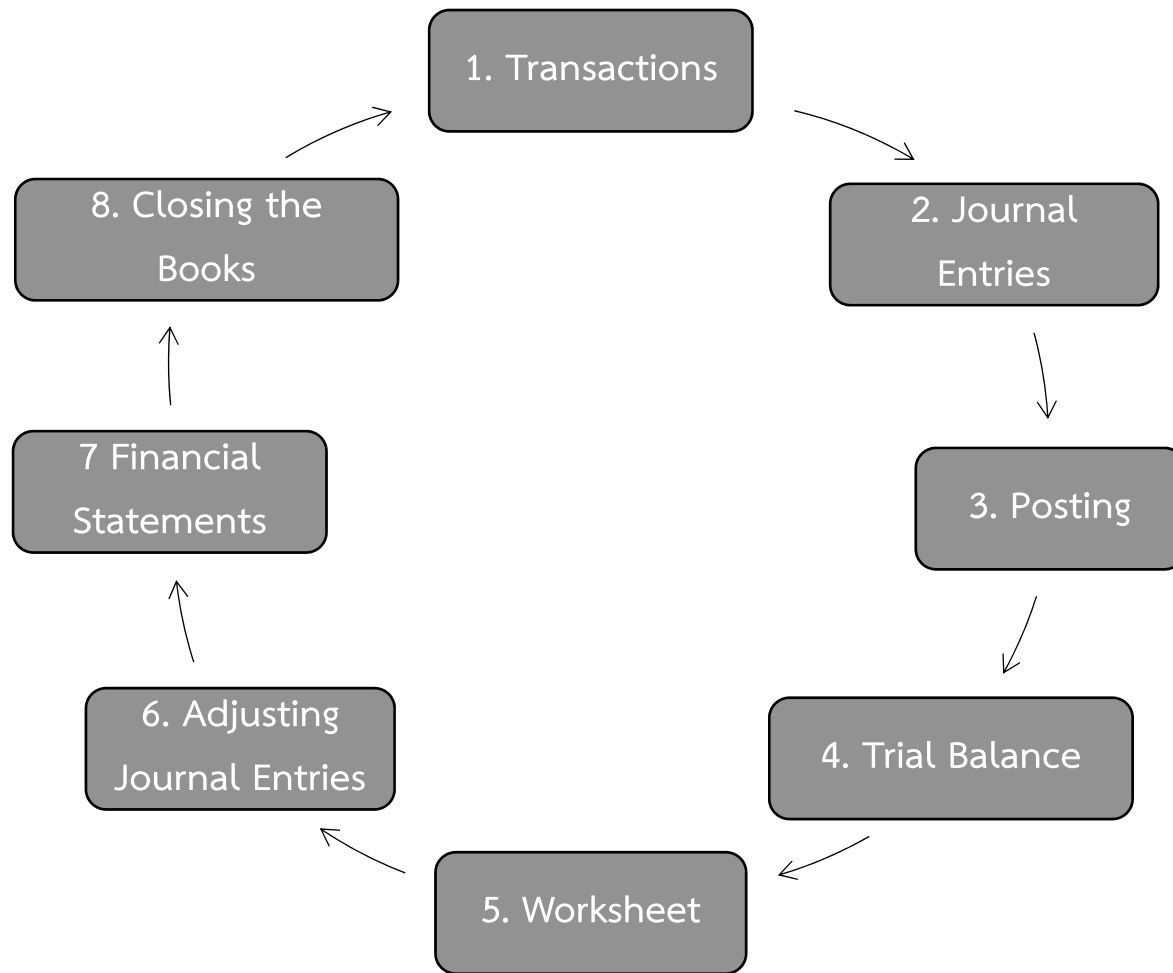 1. Transactions
2. Journal
Entries
3. Posting
4. Trial Balance
5. Worksheet
6. Adjusting
Journal Entries
7 Financial
Statements
8. Closing the
Books